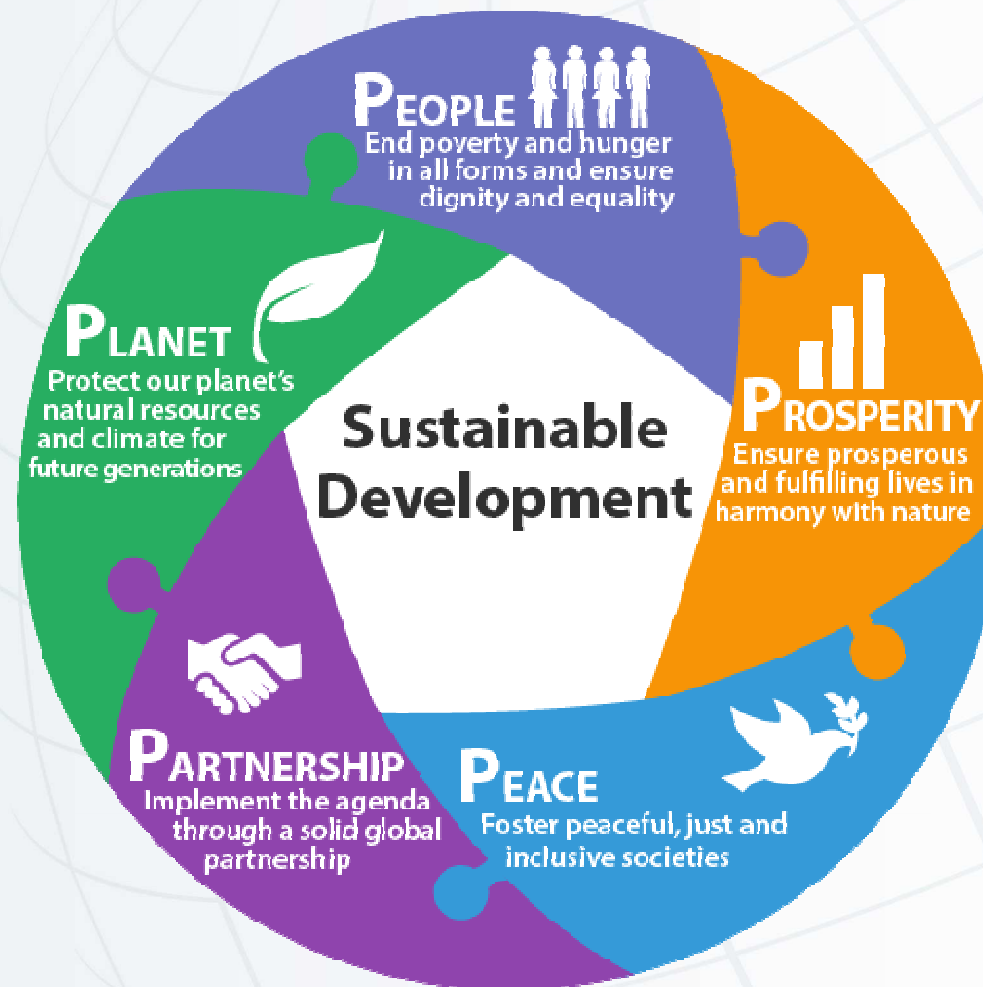 PEOPLE
End poverty and hunger
in all forms and ensure
dignity and equality
PROSPERITY
Ensure prosperous
and fulfilling lives in
harmony with nature
PEACE
Foster peaceful, just and
inclusive societies
PARTNERSHIP
Implement the agenda
through a solid global
partnership
PLANET
Protect our planet's
natural resources
and climate for
future generations
Sustainable
Development